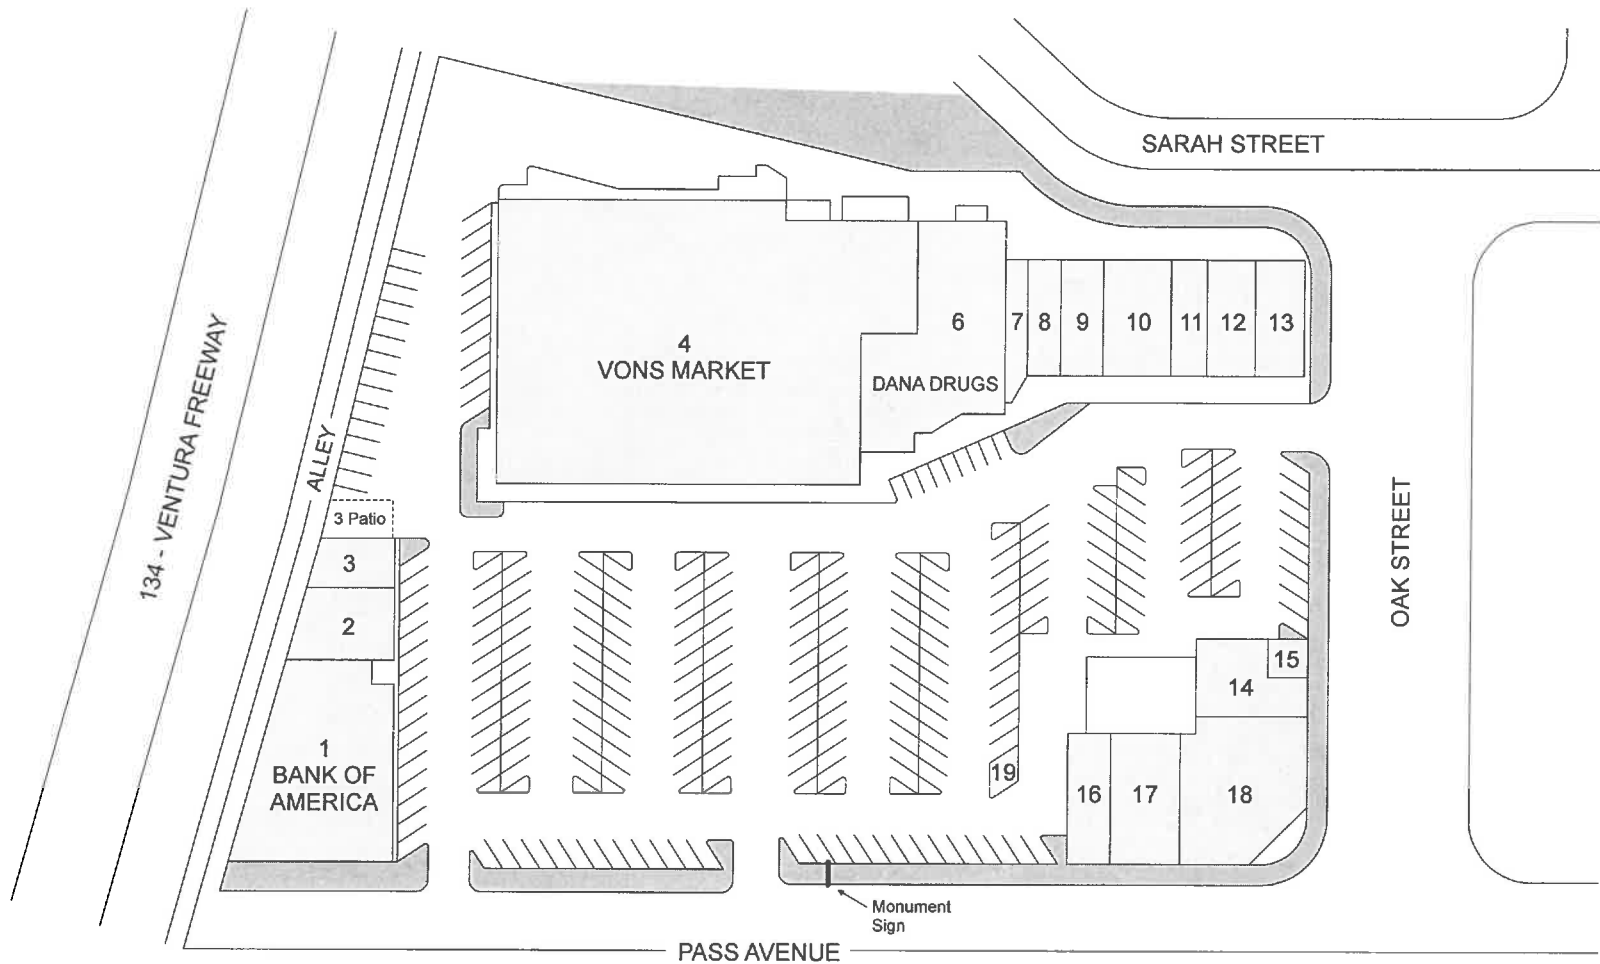 SARAH STREET
134 - VENTURA FREEWAY
ALLEY
4
VONS MARKET
6
DANA DRUGS
7
8
9
10
11
12
13
OAK STREET
3 Patio
3
2
1
BANK OF
AMERICA
19
15
14
16
17
18
Monument
Sign
PASS AVENUE